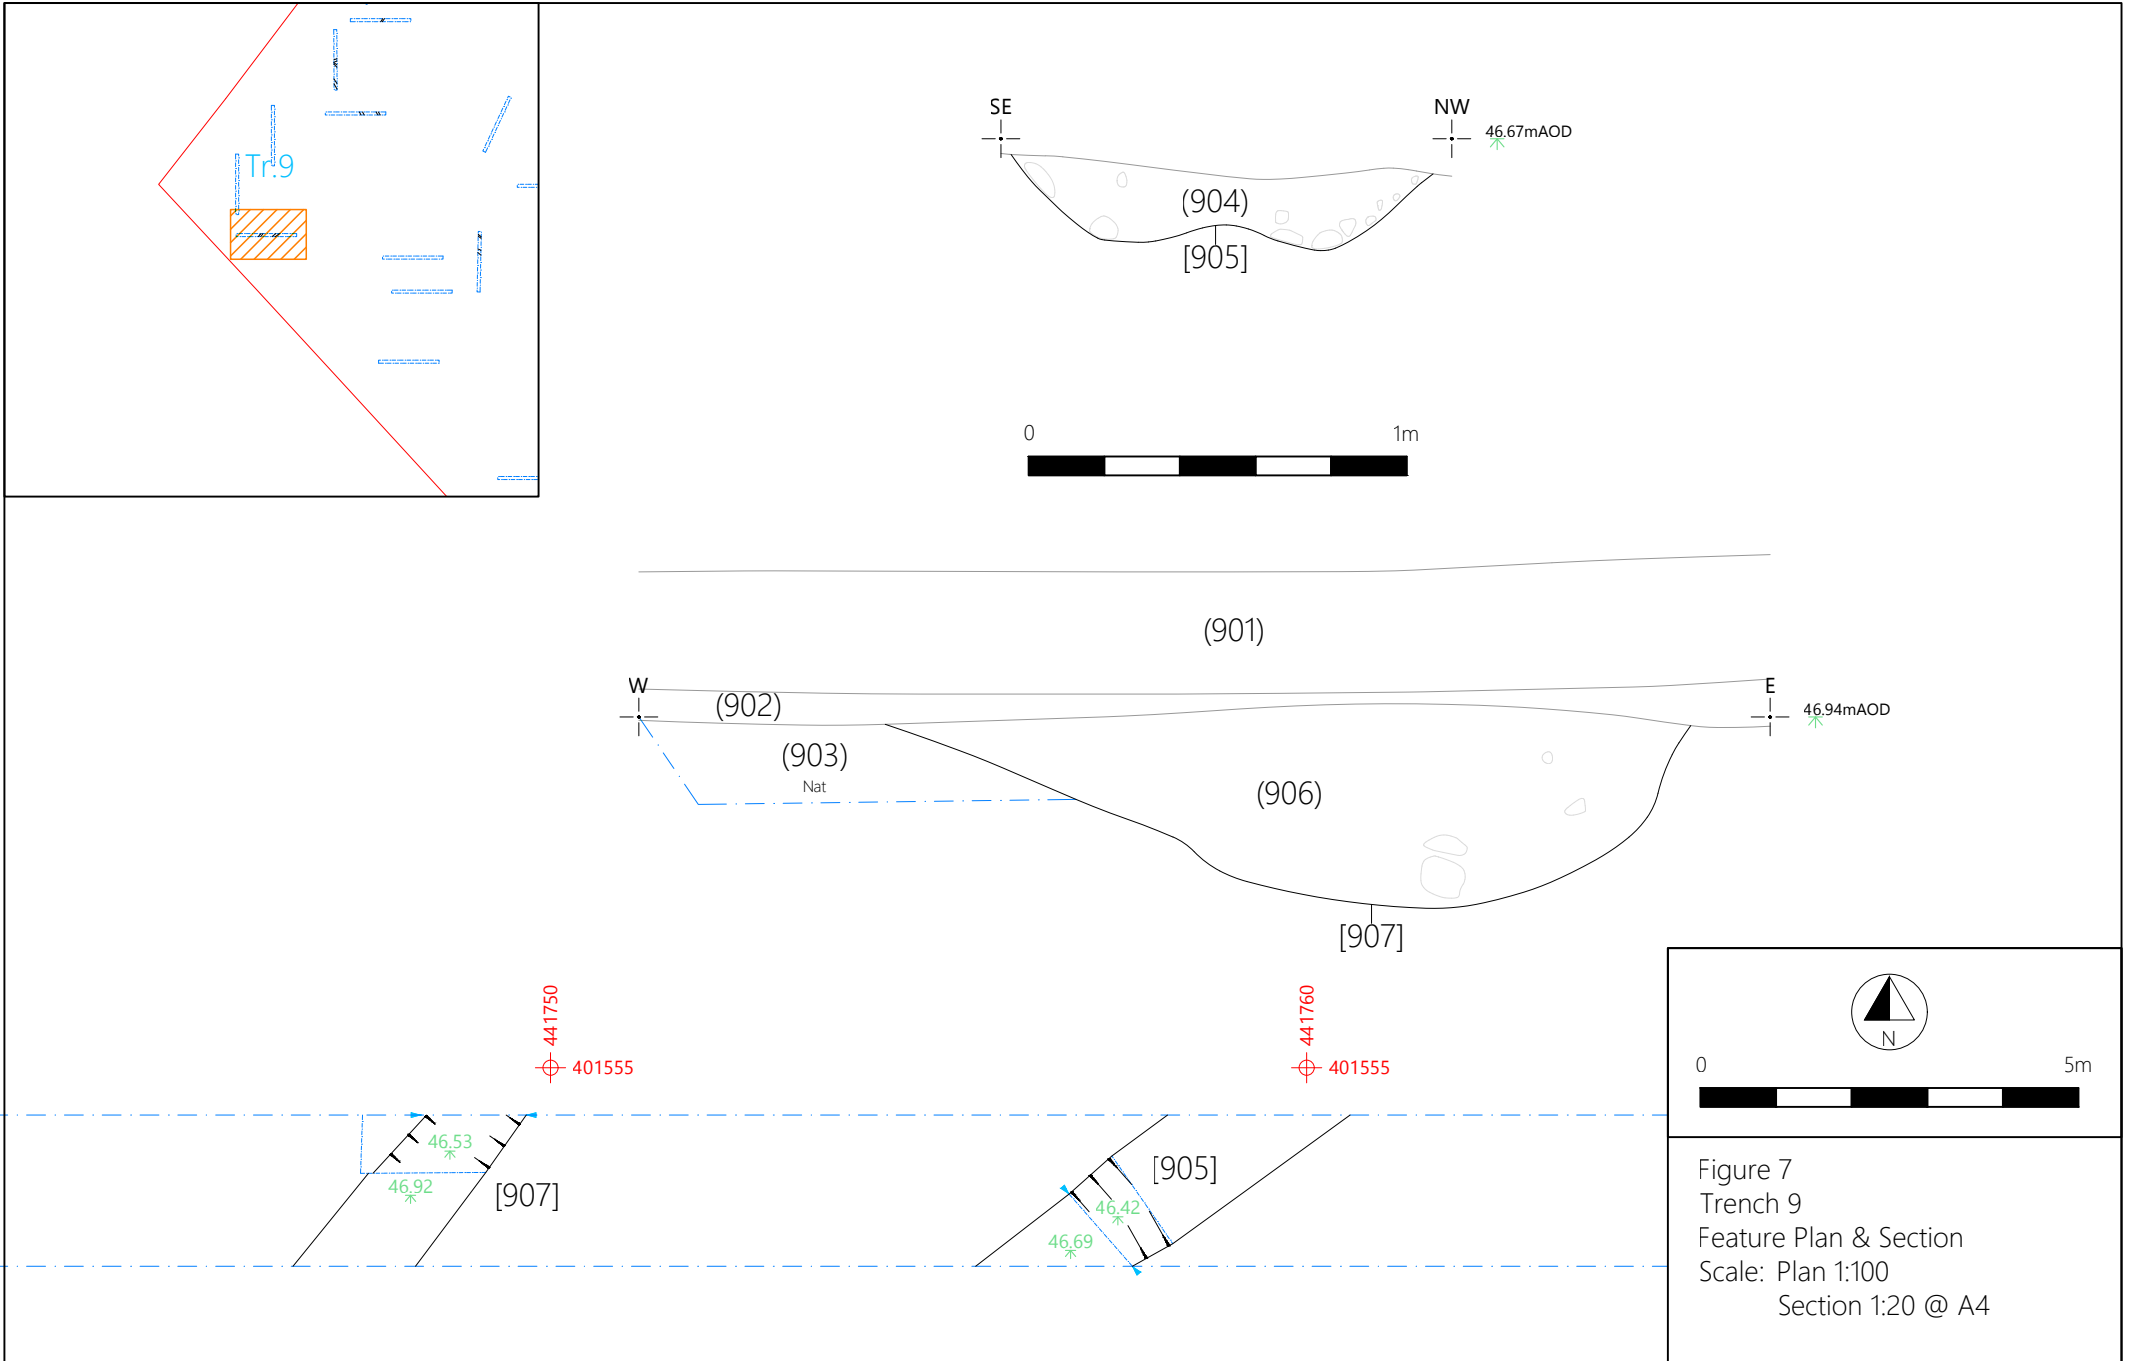 Tr.9
SE
NW
46.67mAOD
(904)
[905]
0
1m
(901)
W
E
(902)
46.94mAOD
(903)
Nat
(906)
[907]
441750
401555
441760
401555
46.53
46.92
[907]
[905]
46.42
46.69
N
0
5m
Figure 7
Trench 9
Feature Plan & Section
Scale: Plan 1:100
Section 1:20 @ A4